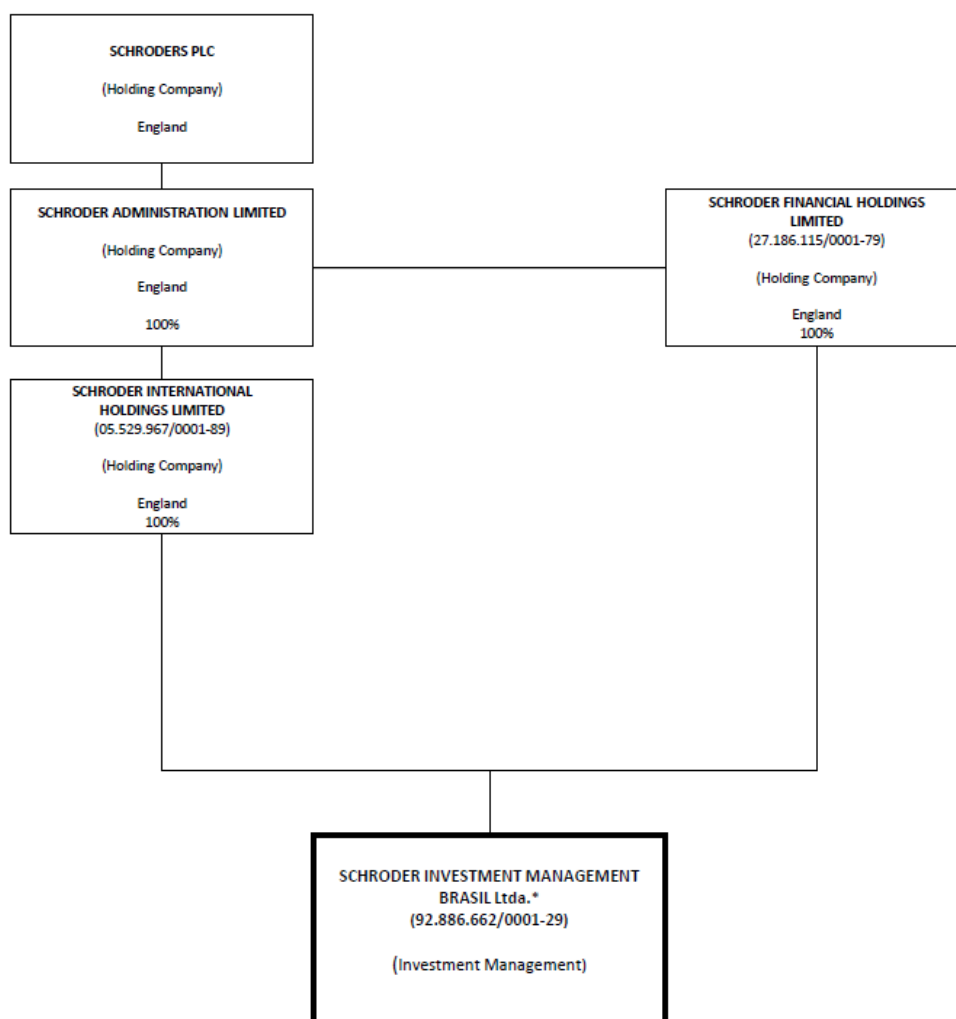 SCHRODERS PLC
(Holding Company)
England
SCHRODER ADMINISTRATION LIMITED
(Holding Company)
England
100%
SCHRODER FINANCIAL HOLDINGS
LIMITED
(27.186.115/0001-79)
(Holding Company)
England
100%
SCHRODER INTERNATIONAL
HOLDINGS LIMITED
(05.529.967/0001-89)
(Holding Company)
England
100%
SCHRODER INVESTMENT MANAGEMENT
BRASIL Ltda.*
(92.886.662/0001-29)
(Investment Management)